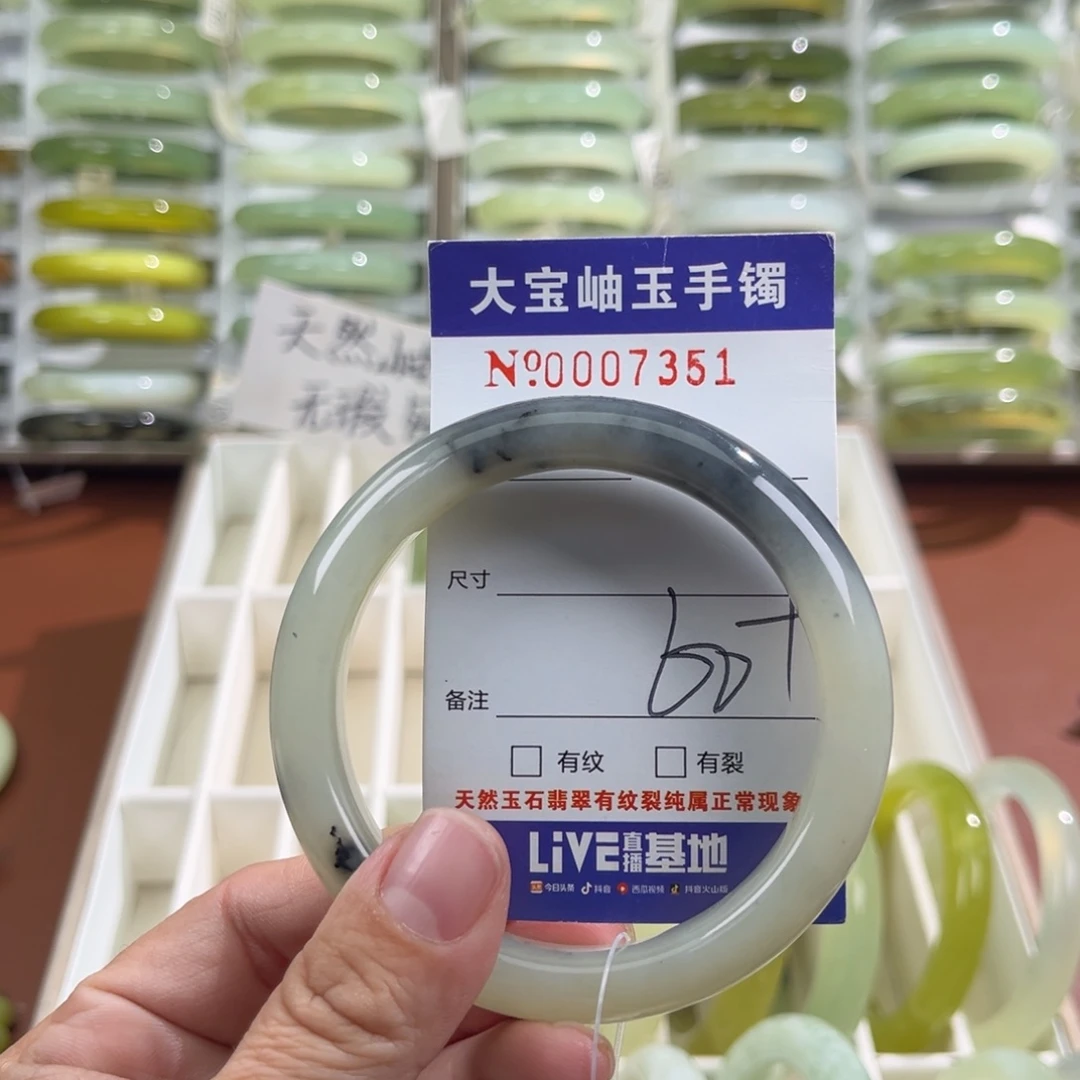 大宝岫玉手镯
天然
无瑕
Nº0007351
尺寸
60+
备注
□ 有纹 □ 有裂
天然玉石翡翠有纹裂纯属正常现象
LiVE直播基地
今日头条 抖音 西瓜视频 抖音火山版